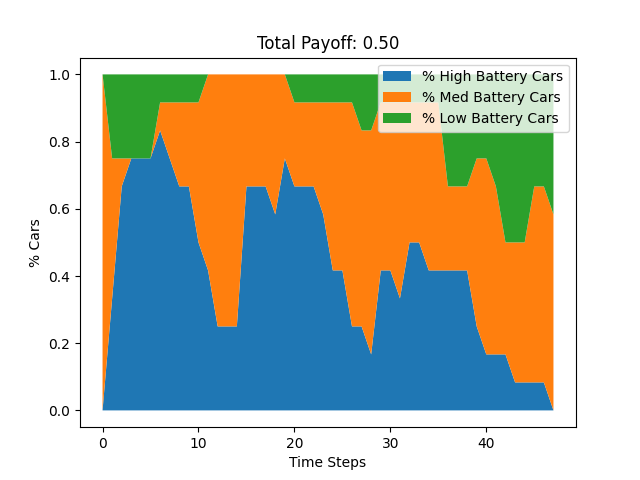 Total Payoff: 0.50
% High Battery Cars
% Med Battery Cars
% Low Battery Cars
1.0
0.8
0.6
0.4
0.2
0.0
% Cars
0 10 20 30 40
Time Steps